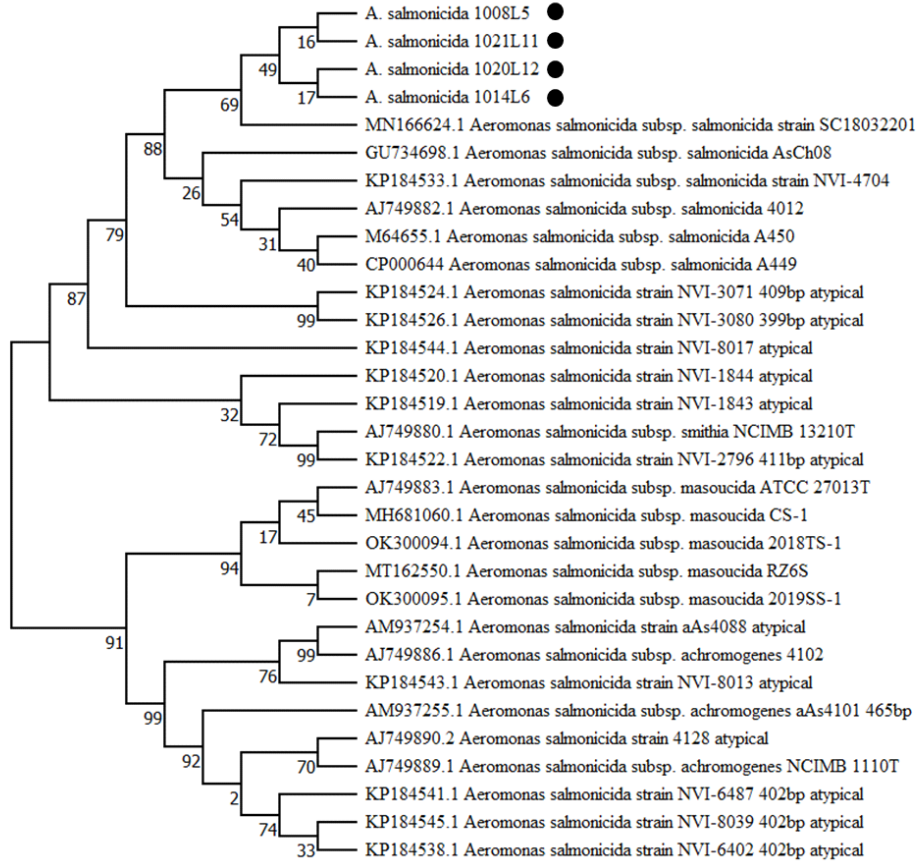 A. salmonicida 1008L5
16
A. salmonicida 1021L11
49
A. salmonicida 1020L12
69
17
A. salmonicida 1014L6
MN166624.1 Aeromonas salmonicida subsp. salmonicida strain SC18032201
88
GU734698.1 Aeromonas salmonicida subsp. salmonicida AsCh08
26
KP184533.1 Aeromonas salmonicida subsp. salmonicida strain NVI-4704
54
AJ749882.1 Aeromonas salmonicida subsp. salmonicida 4012
79
31
M64655.1 Aeromonas salmonicida subsp. salmonicida A450
40
CP000644 Aeromonas salmonicida subsp. salmonicida A449
87
KP184524.1 Aeromonas salmonicida strain NVI-3071 409bp atypical
99
KP184526.1 Aeromonas salmonicida strain NVI-3080 399bp atypical
KP184544.1 Aeromonas salmonicida strain NVI-8017 atypical
KP184520.1 Aeromonas salmonicida strain NVI-1844 atypical
32
KP184519.1 Aeromonas salmonicida strain NVI-1843 atypical
72
AJ749880.1 Aeromonas salmonicida subsp. smithia NCIMB 13210T
99
KP184522.1 Aeromonas salmonicida strain NVI-2796 411bp atypical
AJ749883.1 Aeromonas salmonicida subsp. masoucida ATCC 27013T
45
MH681060.1 Aeromonas salmonicida subsp. masoucida CS-1
17
OK300094.1 Aeromonas salmonicida subsp. masoucida 2018TS-1
94
MT162550.1 Aeromonas salmonicida subsp. masoucida RZ6S
7
OK300095.1 Aeromonas salmonicida subsp. masoucida 2019SS-1
91
AM937254.1 Aeromonas salmonicida strain aAs4088 atypical
99
AJ749886.1 Aeromonas salmonicida subsp. achromogenes 4102
76
KP184543.1 Aeromonas salmonicida strain NVI-8013 atypical
99
AM937255.1 Aeromonas salmonicida subsp. achromogenes aAs4101 465bp
92
AJ749890.2 Aeromonas salmonicida strain 4128 atypical
70
AJ749889.1 Aeromonas salmonicida subsp. achromogenes NCIMB 1110T
2
KP184541.1 Aeromonas salmonicida strain NVI-6487 402bp atypical
74
KP184545.1 Aeromonas salmonicida strain NVI-8039 402bp atypical
33
KP184538.1 Aeromonas salmonicida strain NVI-6402 402bp atypical